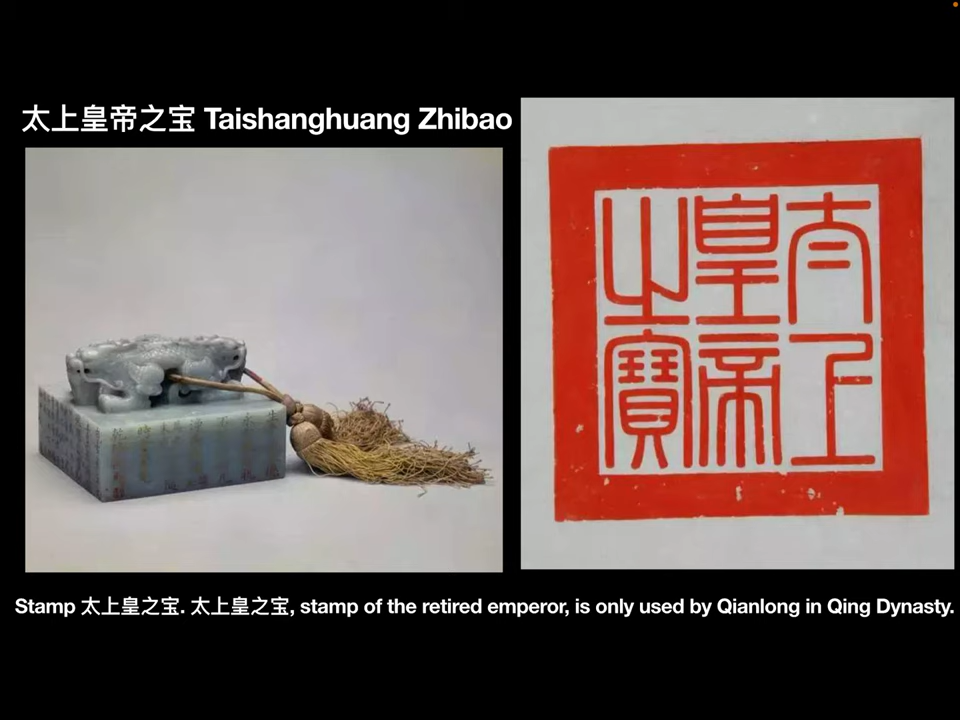 太上皇帝之宝 Taishanghuang Zhibao
太上
皇帝
之寶
Stamp 太上皇之宝. 太上皇之宝, stamp of the retired emperor, is only used by Qianlong in Qing Dynasty.